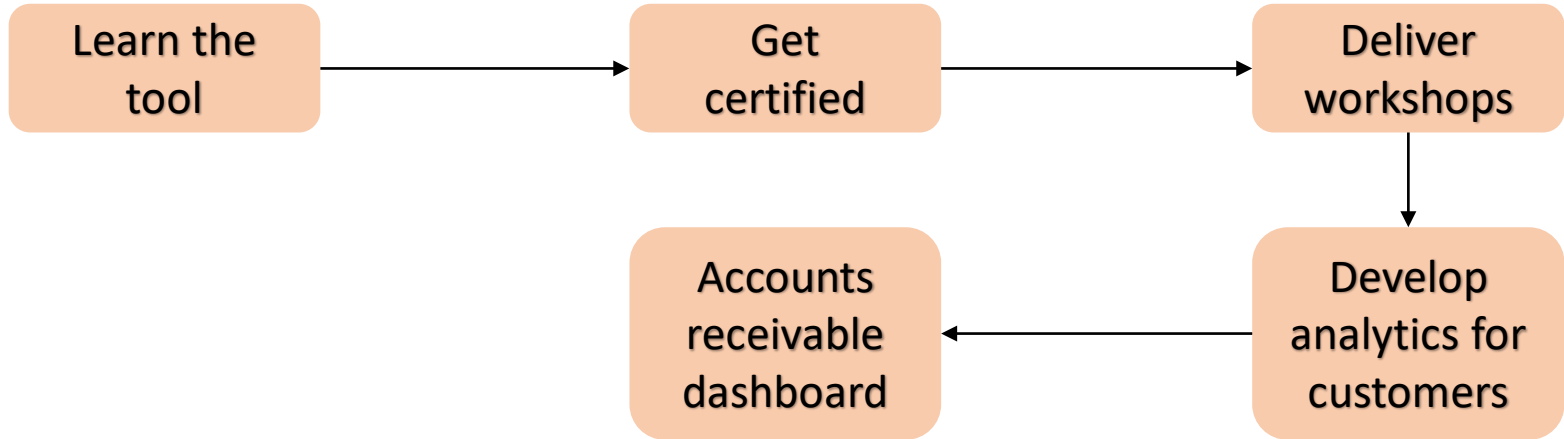 Learn the
tool
Get
certified
Deliver
workshops
Develop
analytics for
customers
Accounts
receivable
dashboard